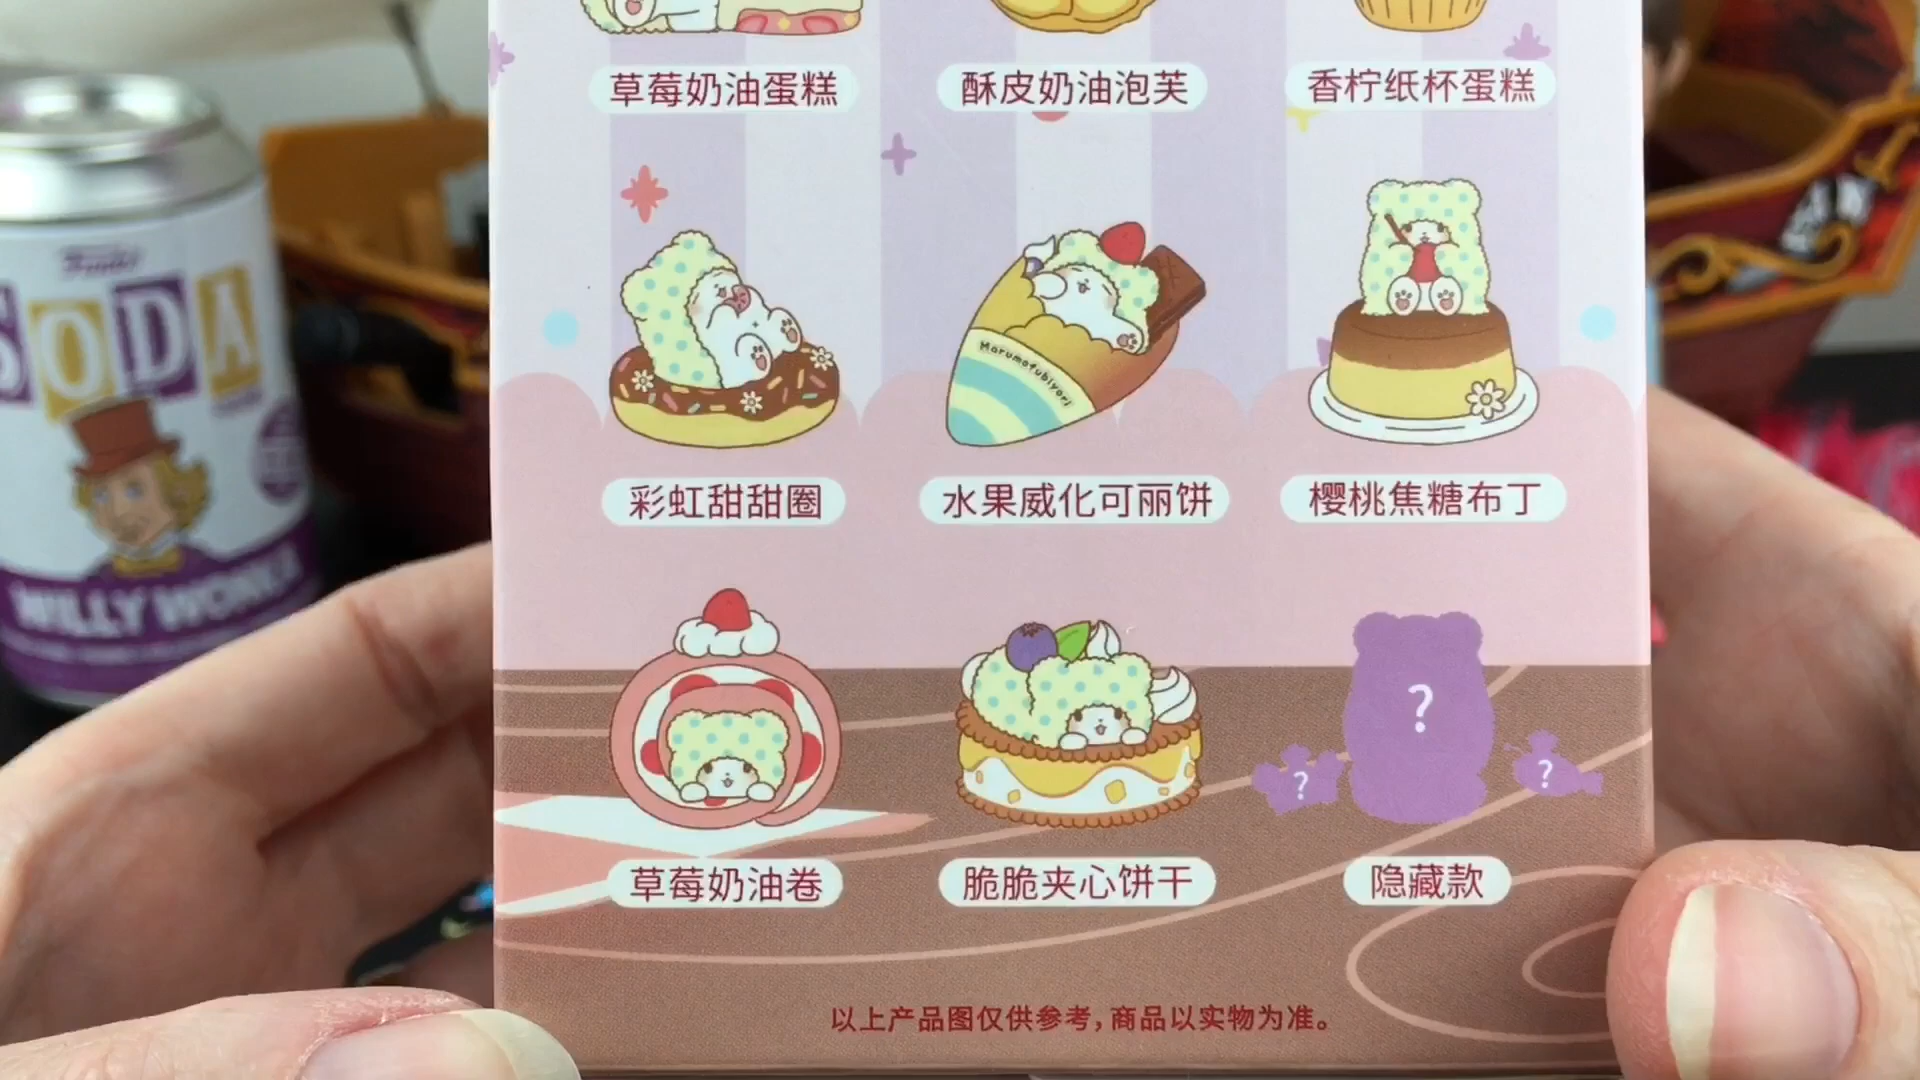 草莓奶油蛋糕
酥皮奶油泡芙
香柠纸杯蛋糕
Marumofubiyori
彩虹甜甜圈
水果威化可丽饼
樱桃焦糖布丁
?
?
?
草莓奶油卷
脆脆夹心饼干
隐藏款
以上产品图仅供参考，商品以实物为准。
Funko
SODA
WILLY WONKA